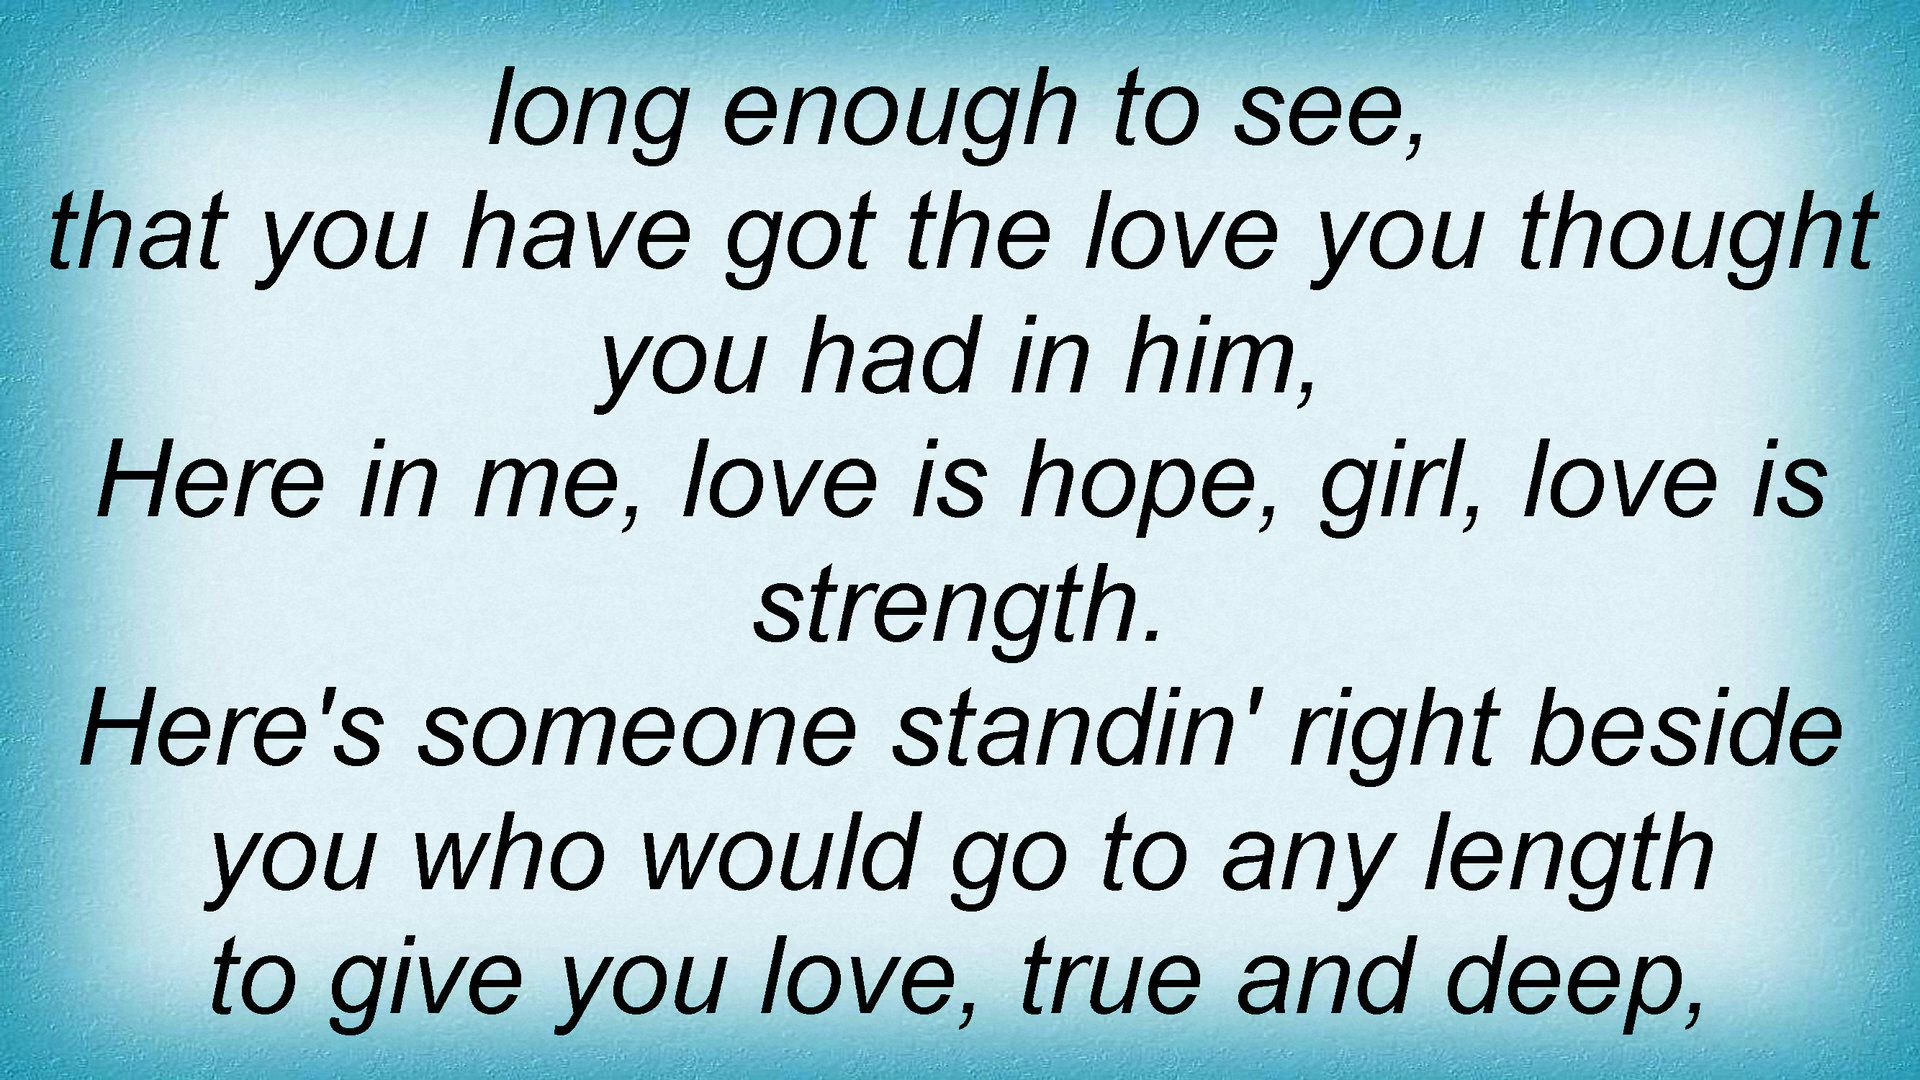 long enough to see,
that you have got the love you thought
you had in him,
Here in me, love is hope, girl, love is
strength.
Here's someone standin' right beside
you who would go to any length
to give you love, true and deep,